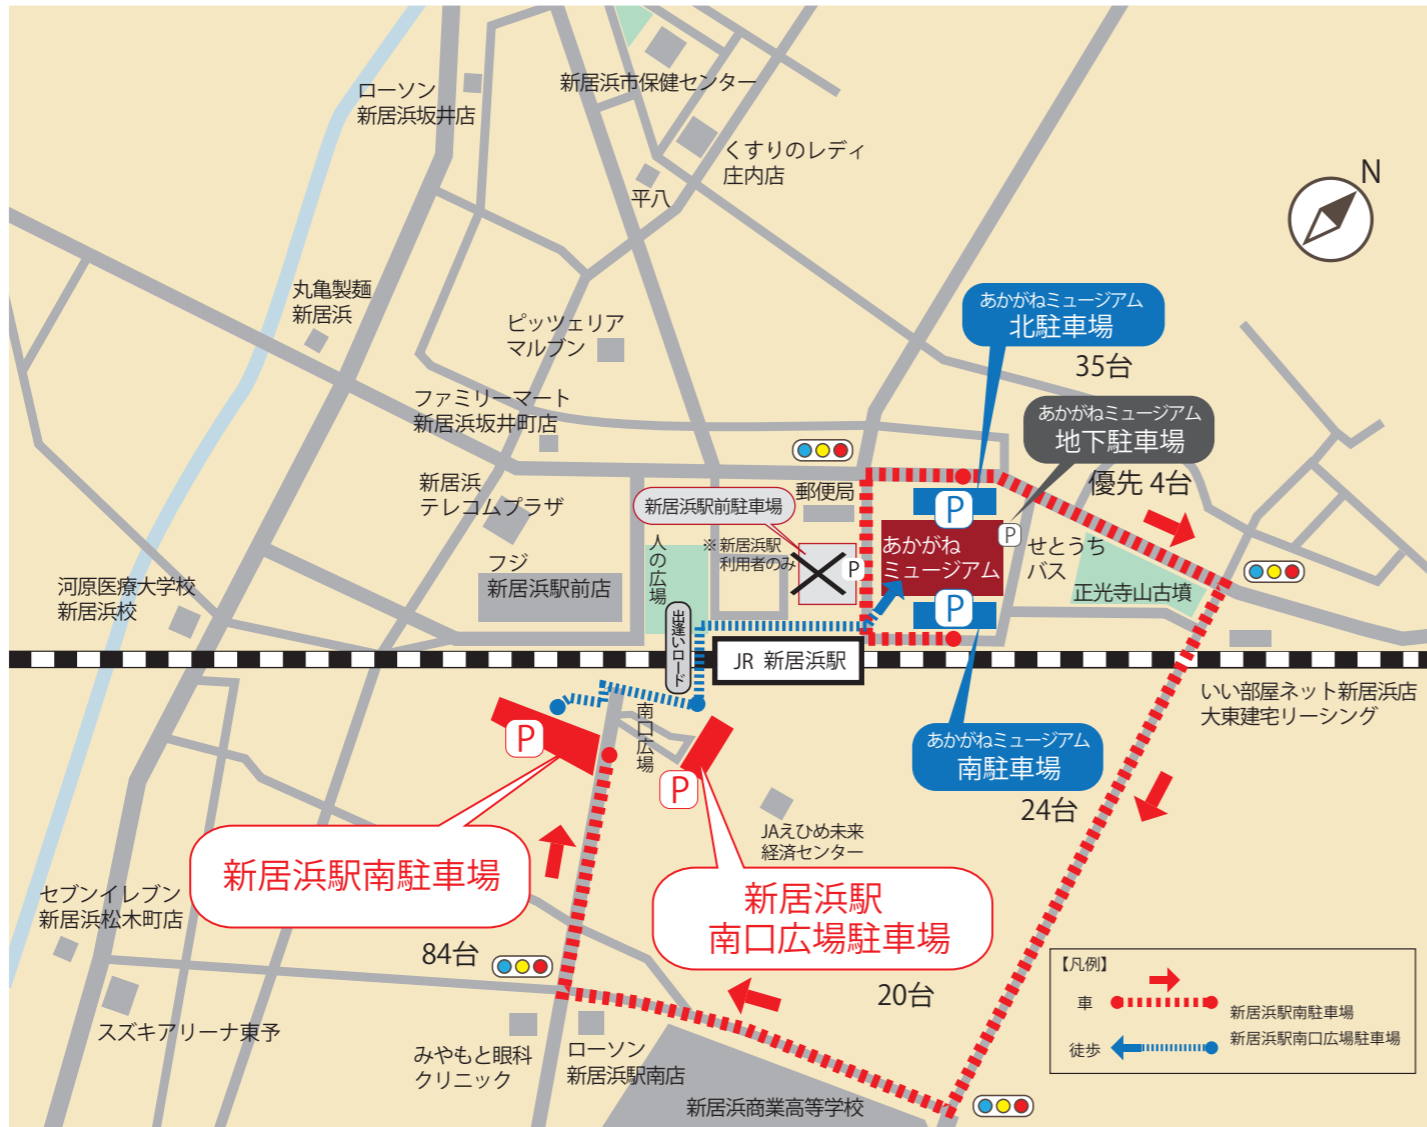 ローソン
新居浜坂井店
新居浜市保健センター
くすりのレディ
庄内店
平八
N
丸亀製麺
新居浜
ピッツェリア
マルブン
あかがねミュージアム
北駐車場
35台
ファミリーマート
新居浜坂井町店
あかがねミュージアム
地下駐車場
優先 4台
新居浜
テレコムプラザ
新居浜駅前駐車場
郵便局
P
※新居浜駅
利用者のみ
P
人の広場
あかがね
ミュージアム
P
せとうち
バス
正光寺山古墳
フジ
新居浜駅前店
河原医療大学校
新居浜校
出逢いロード
P
JR 新居浜駅
いい部屋ネット新居浜店
大東建宅リーシング
南口広場
P
P
あかがねミュージアム
南駐車場
24台
JAえひめ未来
経済センター
新居浜駅南駐車場
84台
新居浜駅
南口広場駐車場
20台
セブンイレブン
新居浜松木町店
スズキアリーナ東予
みやもと眼科
クリニック
ローソン
新居浜駅南店
新居浜商業高等学校
【凡例】
車
新居浜駅南駐車場
徒歩
新居浜駅南口広場駐車場